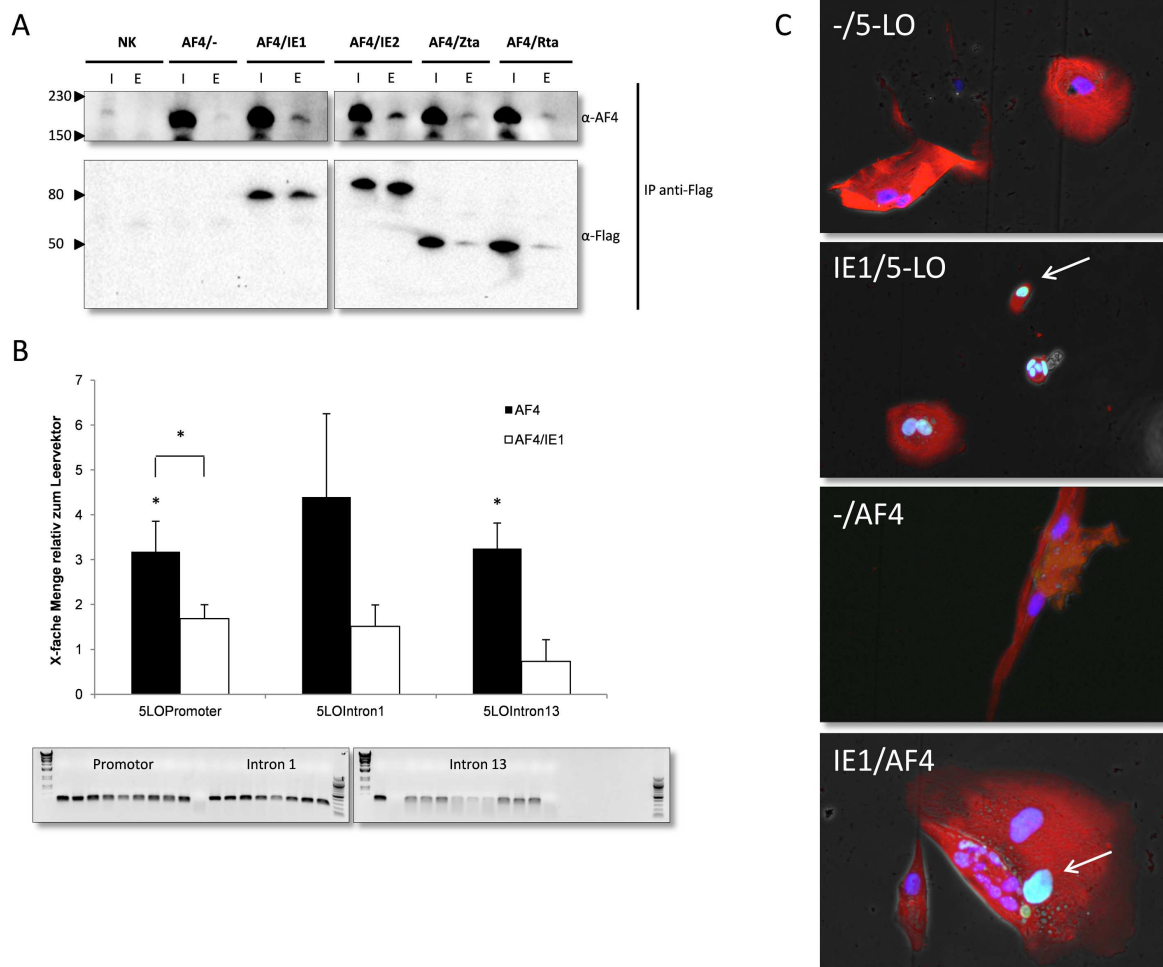 A
NK AF4/- AF4/IE1 AF4/IE2 AF4/Zta AF4/Rta
I E I E I E I E I E I E
230
150
α-AF4
80
50
α-Flag
IP anti-Flag
B
X-fache Menge relativ zum Leervektor
7
6
5
4
3
2
1
0
AF4
AF4/IE1
*
*
*
5LOPromoter 5LOIntron1 5LOIntron13
Promotor Intron 1 Intron 13
C
-/5-LO
IE1/5-LO
-/AF4
IE1/AF4